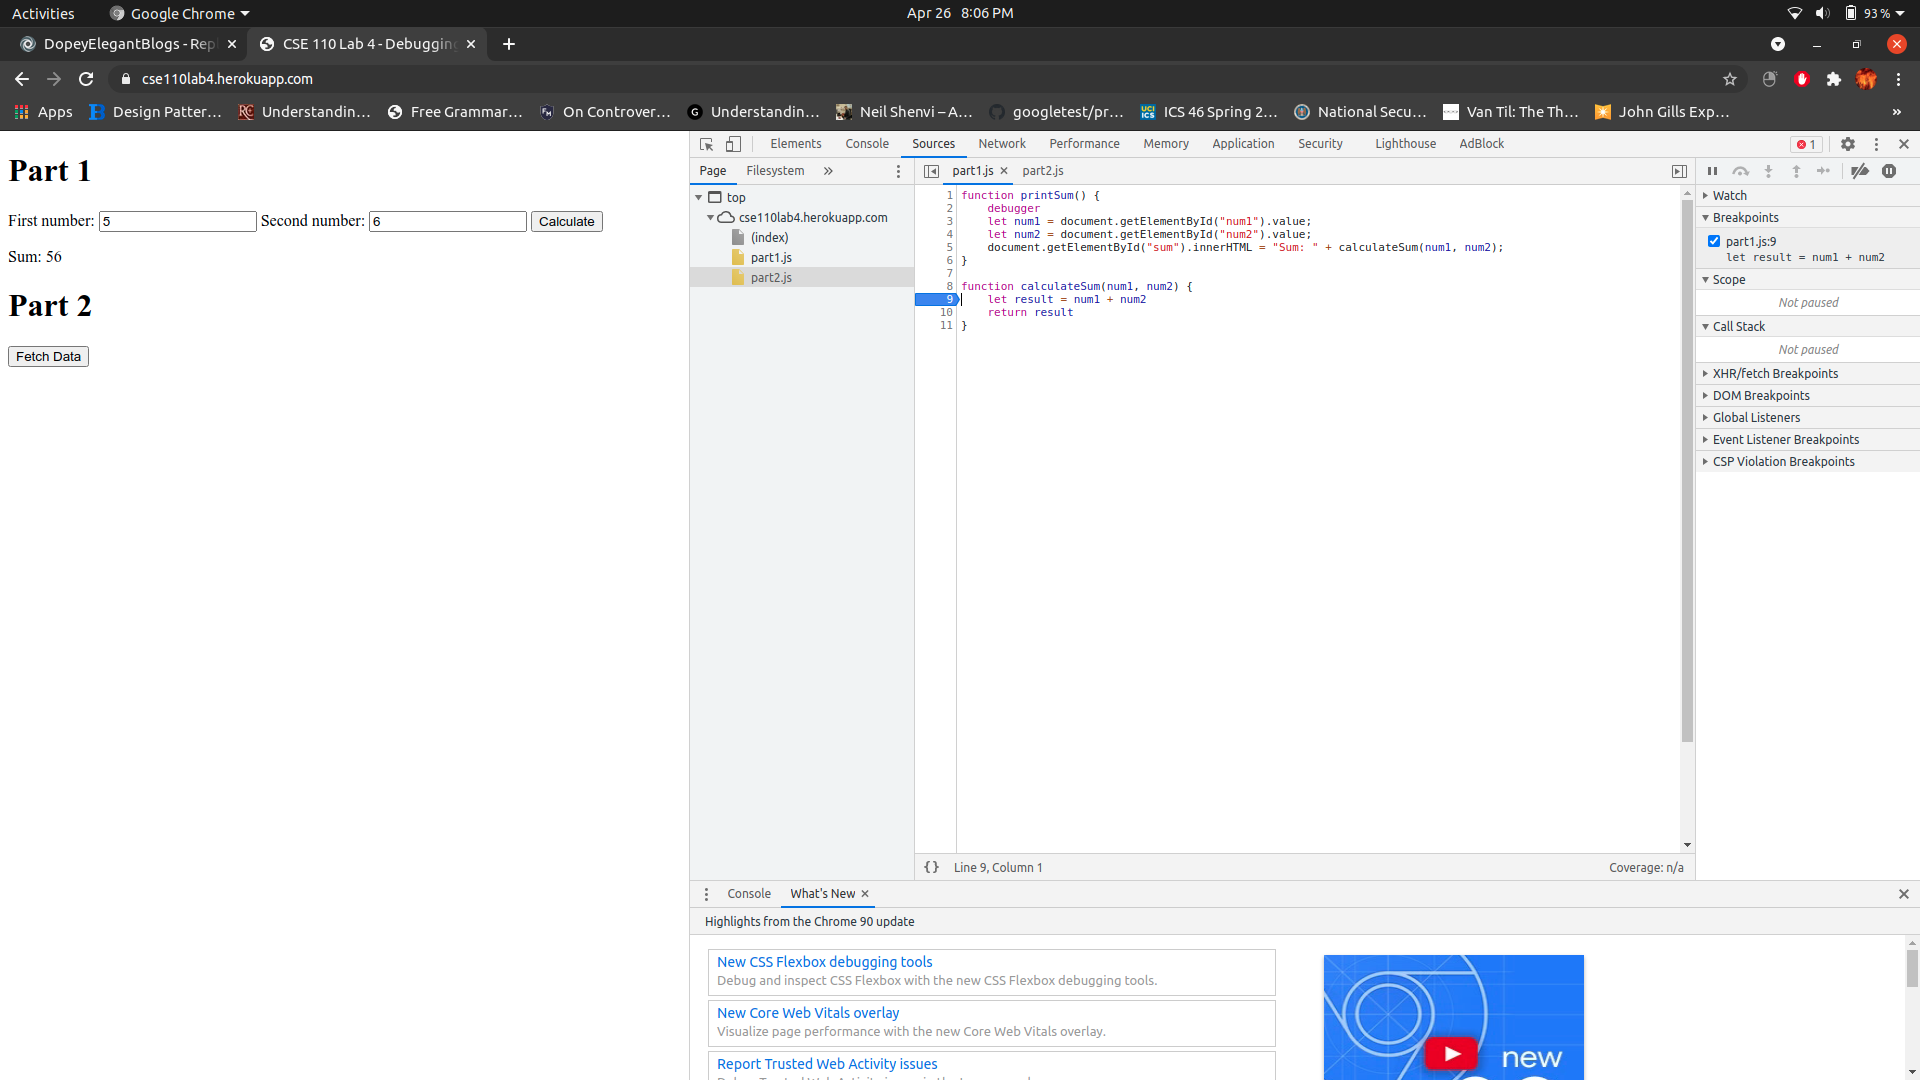 Activities Google Chrome Apr 26 8:06 PM 93 %
DopeyElegantBlogs - Repl CSE 110 Lab 4 - Debugging
cse110lab4.herokuapp.com
Apps Design Patter... Understandin... Free Grammar... On Controver... Understandin... Neil Shenvi – A... googletest/pr... ICS 46 Spring 2... National Secu... Van Til: The Th... John Gills Exp... »
Part 1
First number: 5 Second number: 6 Calculate
Sum: 56
Part 2
Fetch Data
Elements Console Sources Network Performance Memory Application Security Lighthouse AdBlock 1
Page Filesystem »
top
cse110lab4.herokuapp.com
(index)
part1.js
part2.js
part1.js part2.js
1 function printSum() {
2 debugger
3 let num1 = document.getElementById("num1").value;
4 let num2 = document.getElementById("num2").value;
5 document.getElementById("sum").innerHTML = "Sum: " + calculateSum(num1, num2);
6 }
7
8 function calculateSum(num1, num2) {
9 let result = num1 + num2
10 return result
11 }
{} Line 9, Column 1 Coverage: n/a
Watch
Breakpoints
part1.js:9
let result = num1 + num2
Scope
Not paused
Call Stack
Not paused
XHR/fetch Breakpoints
DOM Breakpoints
Global Listeners
Event Listener Breakpoints
CSP Violation Breakpoints
Console What's New
Highlights from the Chrome 90 update
New CSS Flexbox debugging tools
Debug and inspect CSS Flexbox with the new CSS Flexbox debugging tools.
New Core Web Vitals overlay
Visualize page performance with the new Core Web Vitals overlay.
Report Trusted Web Activity issues
new